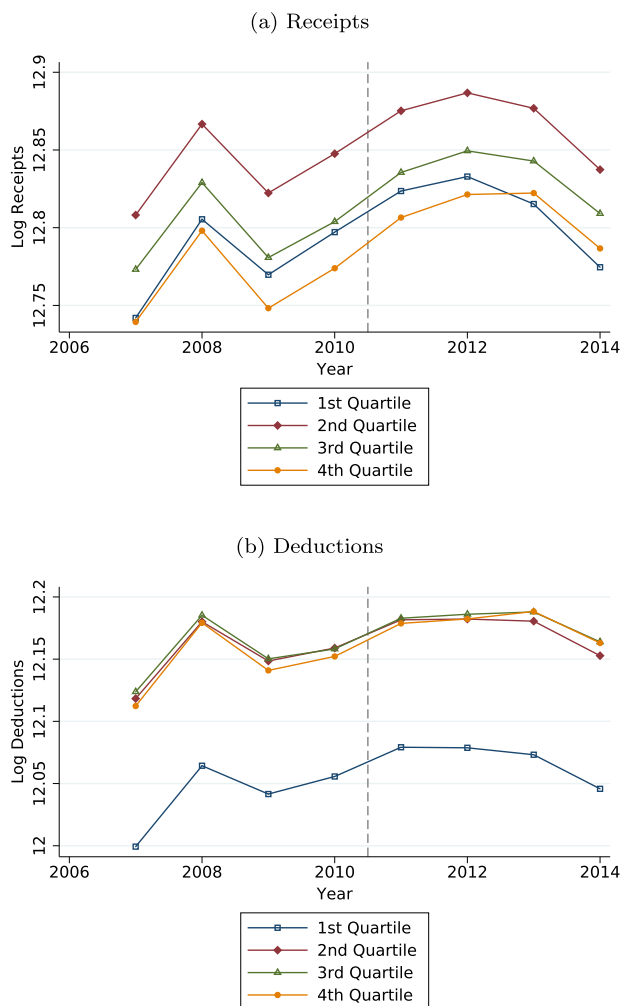 (a) Receipts
12.9
12.85
12.8
12.75
Log Receipts
2006 2008 2010 2012 2014
Year
1st Quartile
2nd Quartile
3rd Quartile
4th Quartile
(b) Deductions
12.2
12.15
12.1
12.05
12
Log Deductions
2006 2008 2010 2012 2014
Year
1st Quartile
2nd Quartile
3rd Quartile
4th Quartile